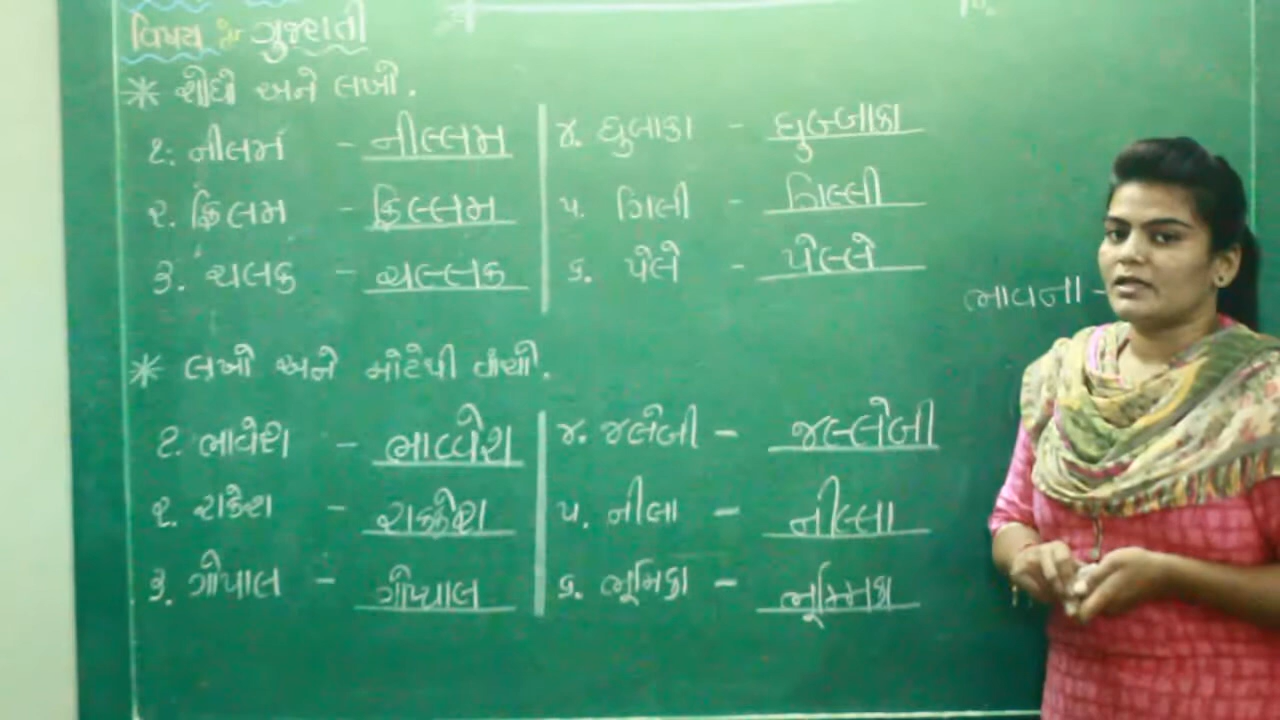 વિષય ગુજરાતી
* શોધો અને લખો.
૧. નીલમ - નીલ્લમ
૨. ફિલમ - ફિલ્લમ
૩. ચલક - ચલ્લક
૪. ધુબાકા - ધુબ્બાકા
૫. ગિલી - ગિલ્લી
૬. પેલે - પેલ્લે
ભાવના -
* લખો અને મોટેથી વાંચો.
૧. ભાવેશ - ભાવ્વેશ
૨. રાકેશ - રાક્કેશ
૩. ગોપાલ - ગોપ્પાલ
૪. જલેબી - જલ્લેબી
૫. નીલા - નીલ્લા
૬. ભૂમિકા - ભૂમ્મિકા